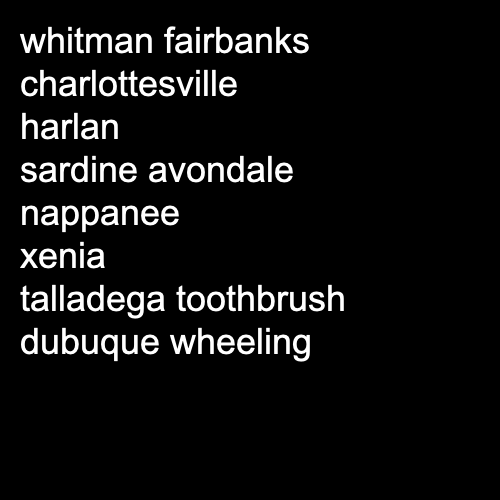 whitman fairbanks
charlottesville
harlan
sardine avondale
nappanee
xenia
talladega toothbrush
dubuque wheeling